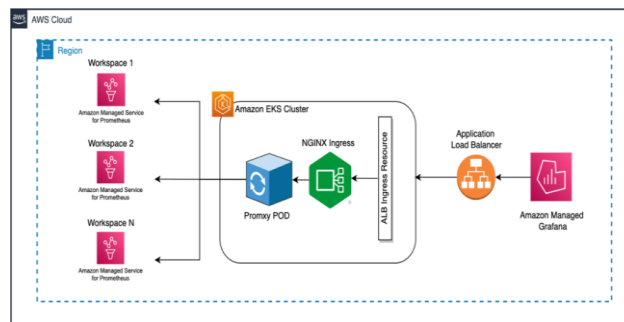 aws
AWS Cloud
Region
Workspace 1
Amazon Managed Service
for Prometheus
Workspace 2
Amazon Managed Service
for Prometheus
Workspace N
Amazon Managed Service
for Prometheus
Amazon EKS Cluster
NGINX Ingress
Promxy POD
ALB Ingress Resource
Application
Load Balancer
Amazon Managed
Grafana